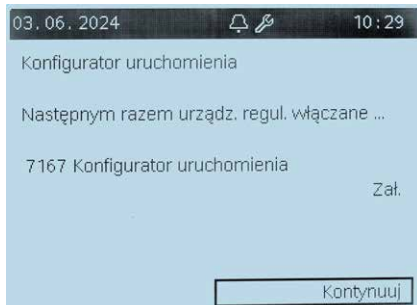 03.06.2024 10:29
Konfigurator uruchomienia
Następnym razem urządz. regul. włączane ...
7167 Konfigurator uruchomienia
Zał.
Kontynuuj